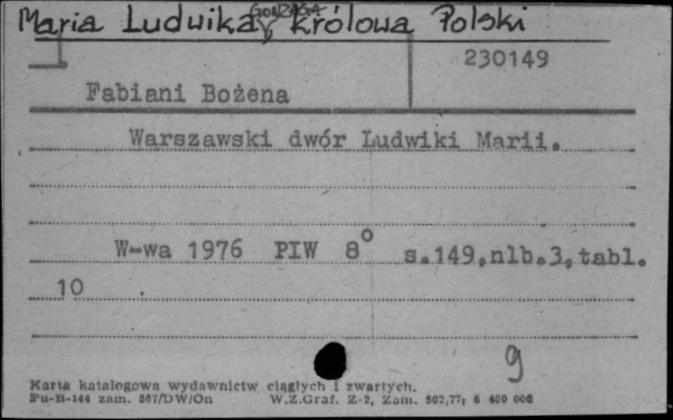 Maria Ludwika GONZAGA królowa Polski
230149
Fabiani Bożena
Warszawski dwór Ludwiki Marii.
W-wa 1976 PIW 8° s.149,nlb.3,tabl.
10
9
Karta katalogowa wydawnictw ciągłych i zwartych.
Pu-B-144 zam. 567/DW/On W.Z.Graf. Z-2, Zam. 502,77, 6 400 000